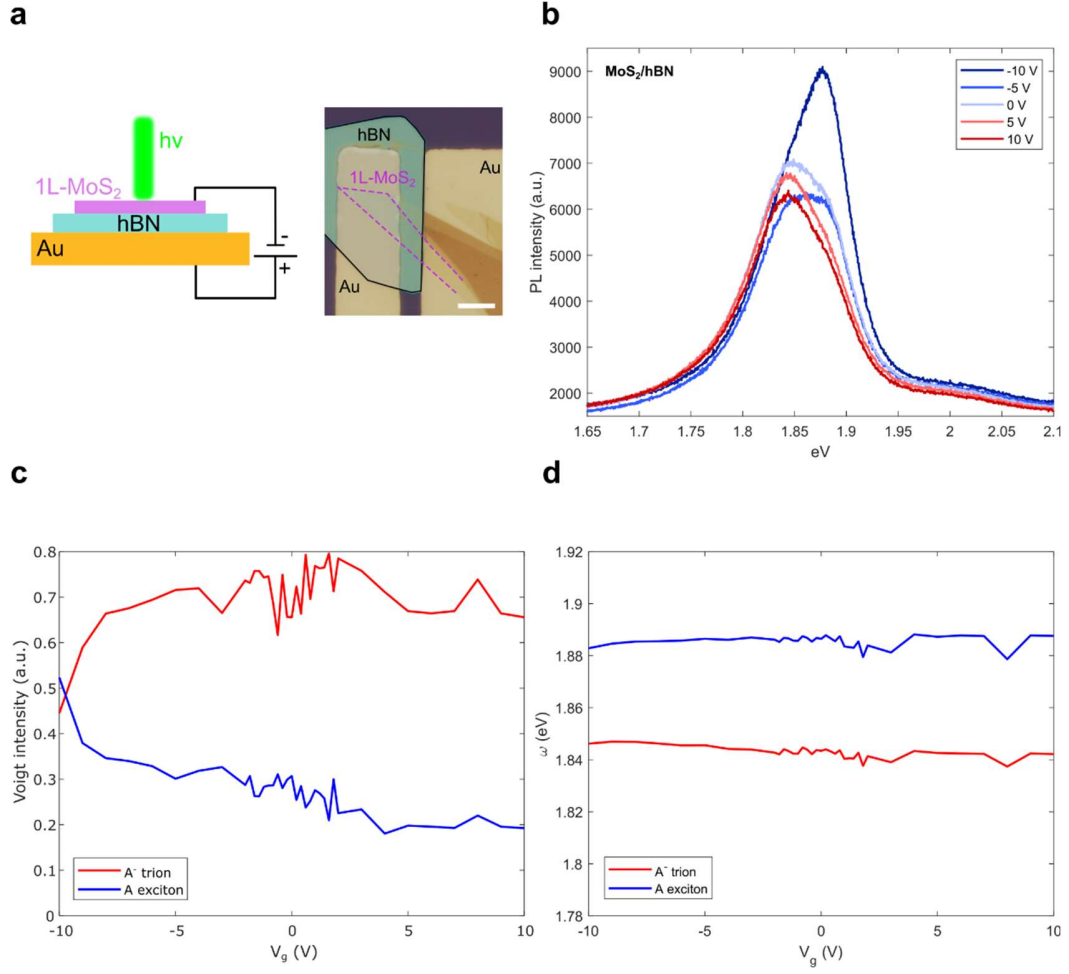 a
hν
1L-MoS₂
hBN
Au
-
+
hBN
1L-MoS₂
Au
Au
b
MoS₂/hBN
-10 V
-5 V
0 V
5 V
10 V
9000
8000
7000
6000
5000
4000
3000
2000
PL intensity (a.u.)
1.65 1.7 1.75 1.8 1.85 1.9 1.95 2 2.05 2.1
eV
c
0.8
0.7
0.6
0.5
0.4
0.3
0.2
0.1
0
Voigt intensity (a.u.)
A⁻ trion
A exciton
-10 -5 0 5 10
V_g (V)
d
1.92
1.9
1.88
1.86
1.84
1.82
1.8
1.78
ω (eV)
A⁻ trion
A exciton
-10 -5 0 5 10
V_g (V)